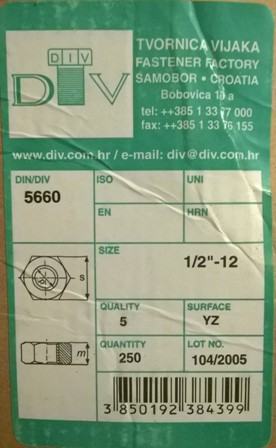 DIV
TVORNICA VIJAKA
FASTENER FACTORY
SAMOBOR • CROATIA
DIV
Bobovica 10 a
tel: ++385 1 33 77 000
fax: ++385 1 33 76 155
www.div.com.hr / e-mail: div@div.com.hr
DIN/DIV ISO UNI
5660
EN HRN
SIZE
1/2"-12
s
QUALITY SURFACE
5 YZ
m
QUANTITY LOT NO.
250 104/2005
3 850192 384399